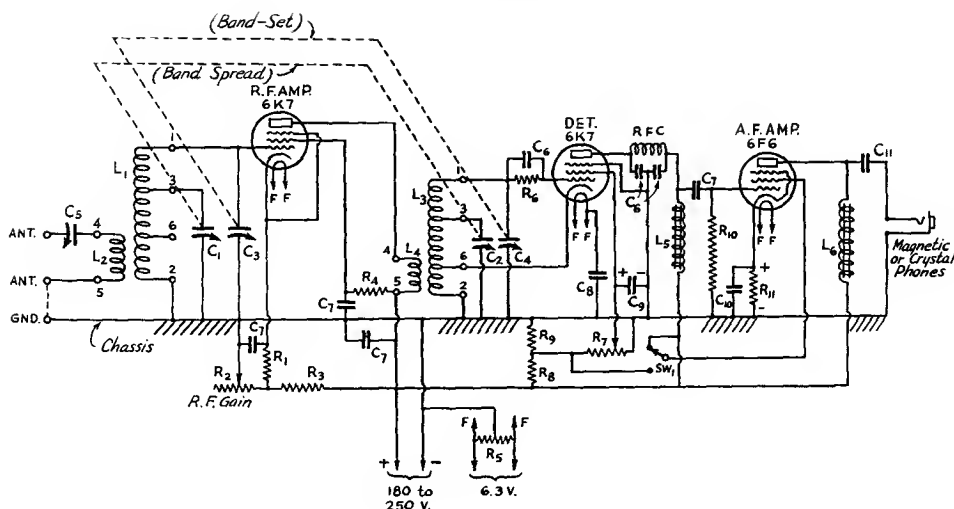 (Band-Set)
(Band Spread)
R.F. AMP.
6K7
DET.
6K7
RFC
A.F. AMP.
6F6
L1
1
3
6
2
C5
4
5
L2
ANT.
ANT.
GND.
Chassis
C1
C3
F F
C7
R1
R2
R.F. Gain
R3
R4
C7
C7
4
5
L4
L3
1
3
6
2
C2
C4
C6
R6
F F
C8
C6
+ -
C9
R9
R8
R7
SW1
L5
C7
R10
C10
+
R11
-
F F
L6
C11
Magnetic
or Crystal
Phones
+ -
180 to
250 V.
F F
R5
6.3 V.